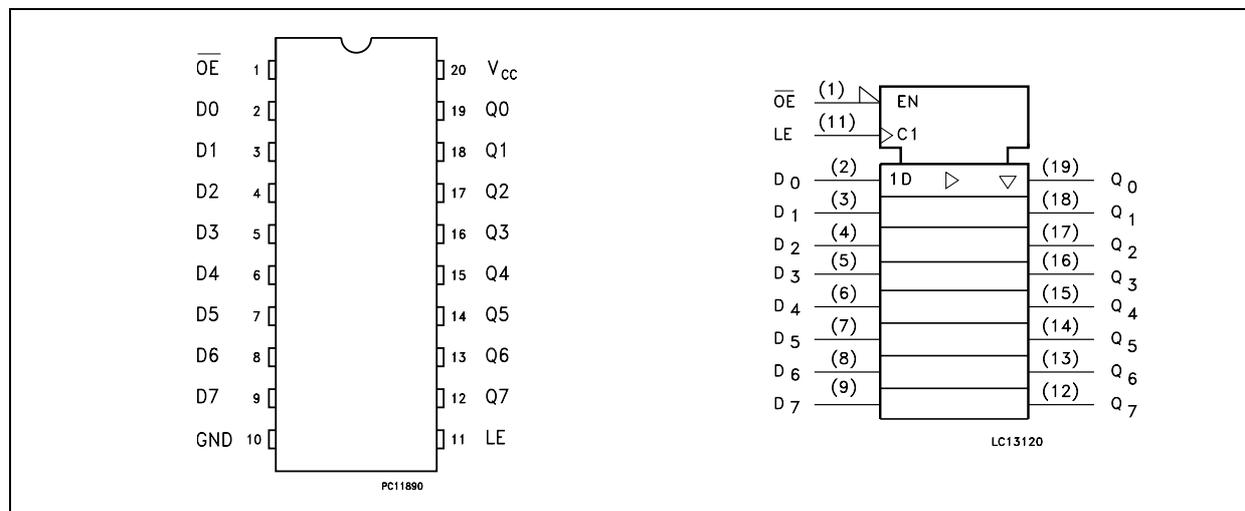 OE 1 20 VCC
D0 2 19 Q0
D1 3 18 Q1
D2 4 17 Q2
D3 5 16 Q3
D4 6 15 Q4
D5 7 14 Q5
D6 8 13 Q6
D7 9 12 Q7
GND 10 11 LE
PC11890
OE (1) EN
LE (11) C1
D0 (2) 1D (19) Q0
D1 (3) (18) Q1
D2 (4) (17) Q2
D3 (5) (16) Q3
D4 (6) (15) Q4
D5 (7) (14) Q5
D6 (8) (13) Q6
D7 (9) (12) Q7
LC13120